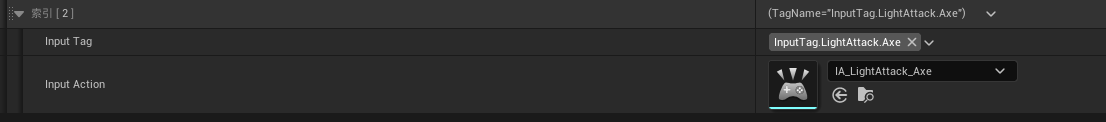 索引 [ 2 ] (TagName="InputTag.LightAttack.Axe")
Input Tag InputTag.LightAttack.Axe
Input Action IA_LightAttack_Axe